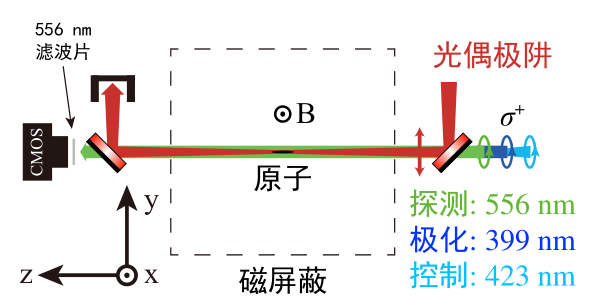 556 nm
滤波片
光偶极阱
B
σ+
CMOS
原子
y
探测: 556 nm
极化: 399 nm
z
x
控制: 423 nm
磁屏蔽